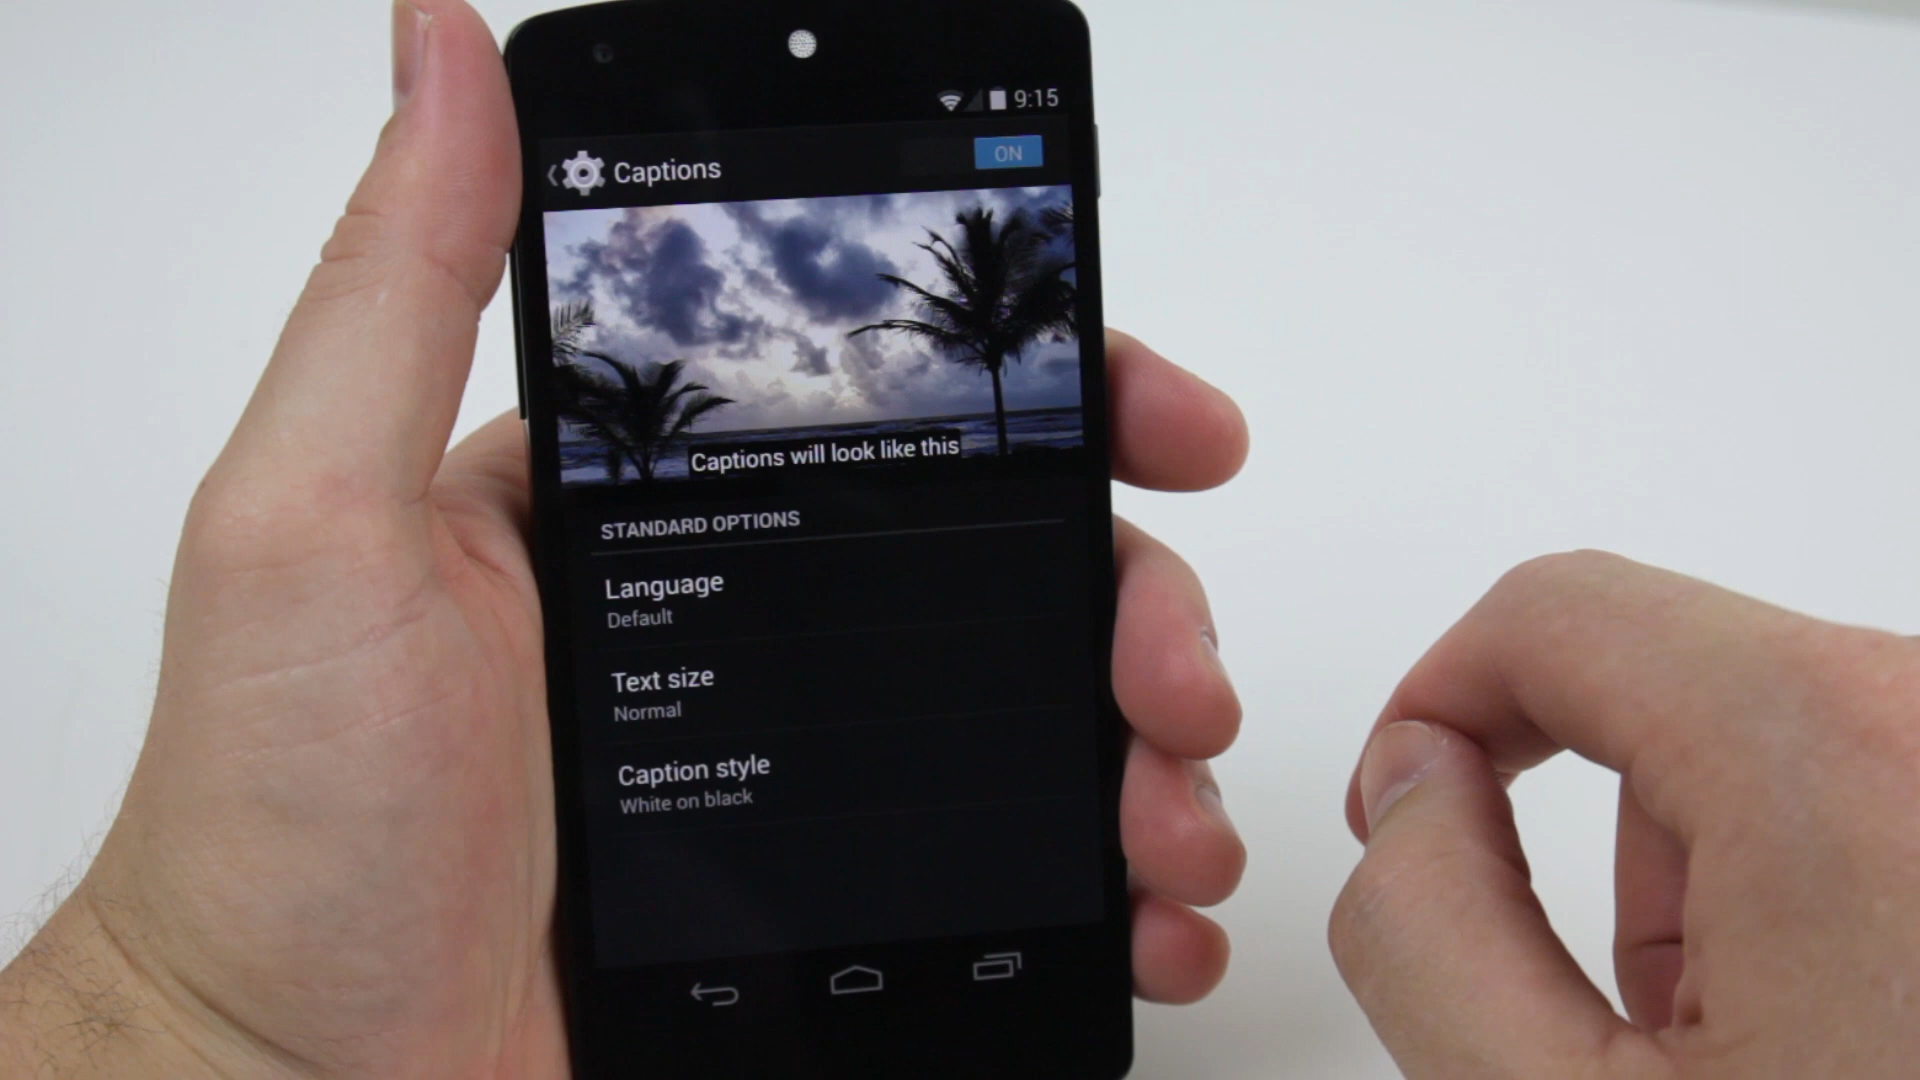 9:15
Captions
ON
Captions will look like this
STANDARD OPTIONS
Language
Default
Text size
Normal
Caption style
White on black